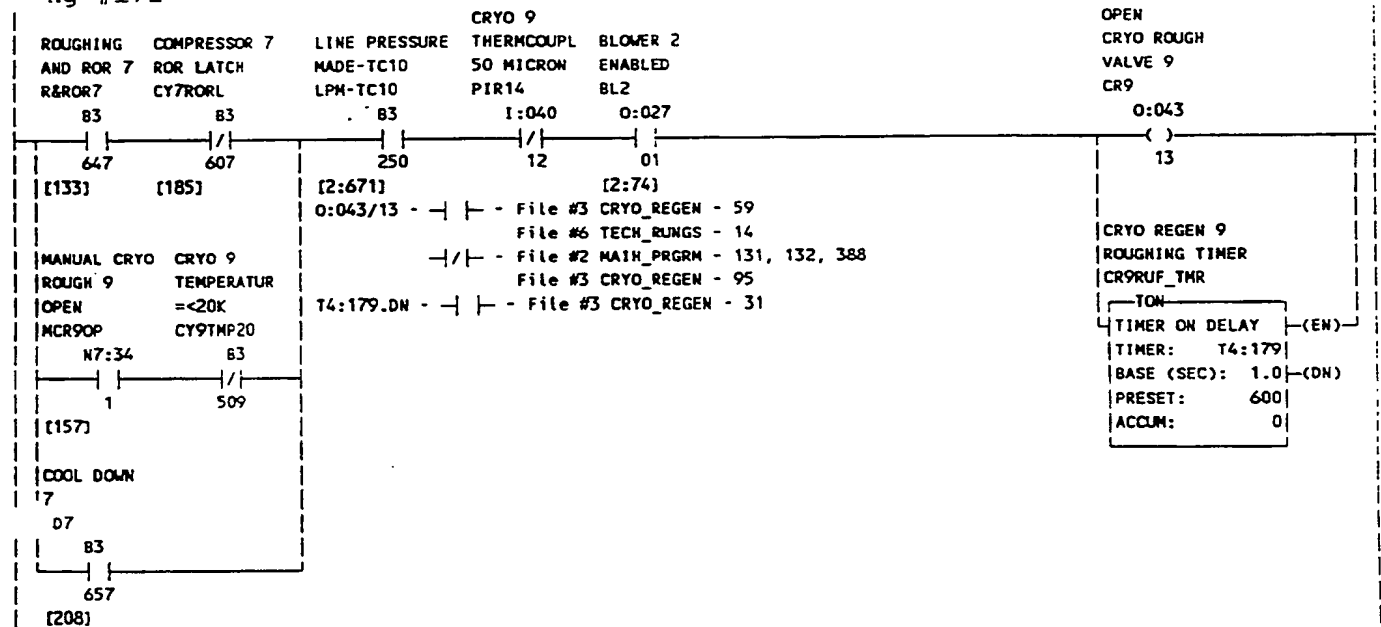 CRYO 9 OPEN
ROUGHING COMPRESSOR 7 LINE PRESSURE THERMCOUPL BLOWER 2 CRYO ROUGH
AND ROR 7 ROR LATCH MADE-TC10 50 MICRON ENABLED VALVE 9
R&ROR7 CY7RORL LPM-TC10 PIR14 BL2 CR9
B3 B3 B3 I:040 O:027 O:043
647 607 250 12 01 13
[133] [185] [2:671] [2:74]
O:043/13 - ─┤ ├─ - File #3 CRYO_REGEN - 59
File #6 TECH_RUNGS - 14
MANUAL CRYO CRYO 9 ─┤/├─ - File #2 MAIN_PRGRM - 131, 132, 388 CRYO REGEN 9
ROUGH 9 TEMPERATUR File #3 CRYO_REGEN - 95 ROUGHING TIMER
OPEN =<20K T4:179.DN - ─┤ ├─ - File #3 CRYO_REGEN - 31 CR9RUF_TMR
MCR9OP CY9TMP20 TON
N7:34 B3 TIMER ON DELAY (EN)
TIMER: T4:179
1 509 BASE (SEC): 1.0 (DN)
[157] PRESET: 600
ACCUM: 0
COOL DOWN
7
D7
B3
657
[208]